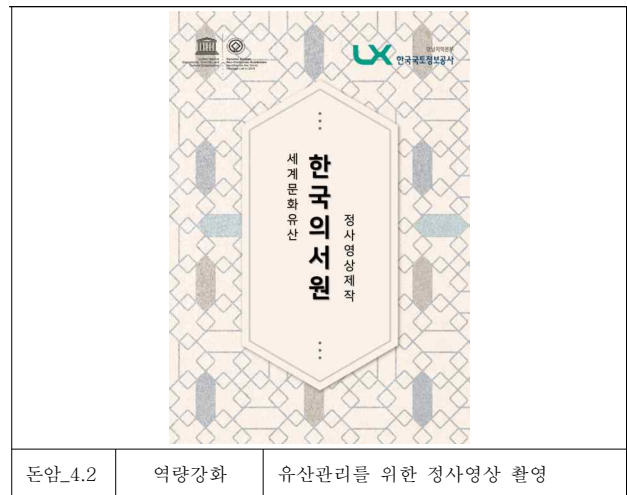 LX 한국국토정보공사
세계문화유산
한국의서원
정사영상제작
돈암_4.2
역량강화
유산관리를 위한 정사영상 촬영